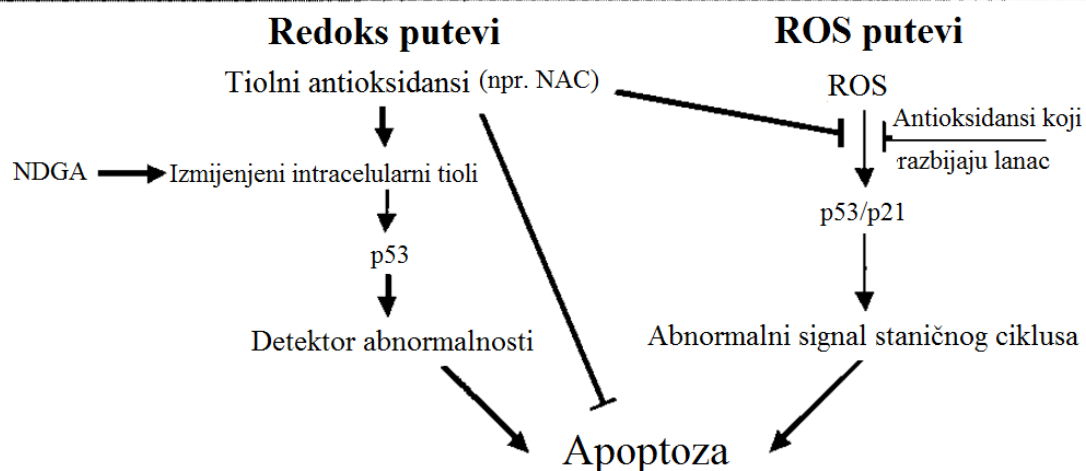 Redoks putevi
ROS putevi
Tiolni antioksidansi (npr. NAC)
ROS
Antioksidansi koji
razbijaju lanac
NDGA
Izmijenjeni intracelularni tioli
p53/p21
p53
Detektor abnormalnosti
Abnormalni signal staničnog ciklusa
Apoptoza